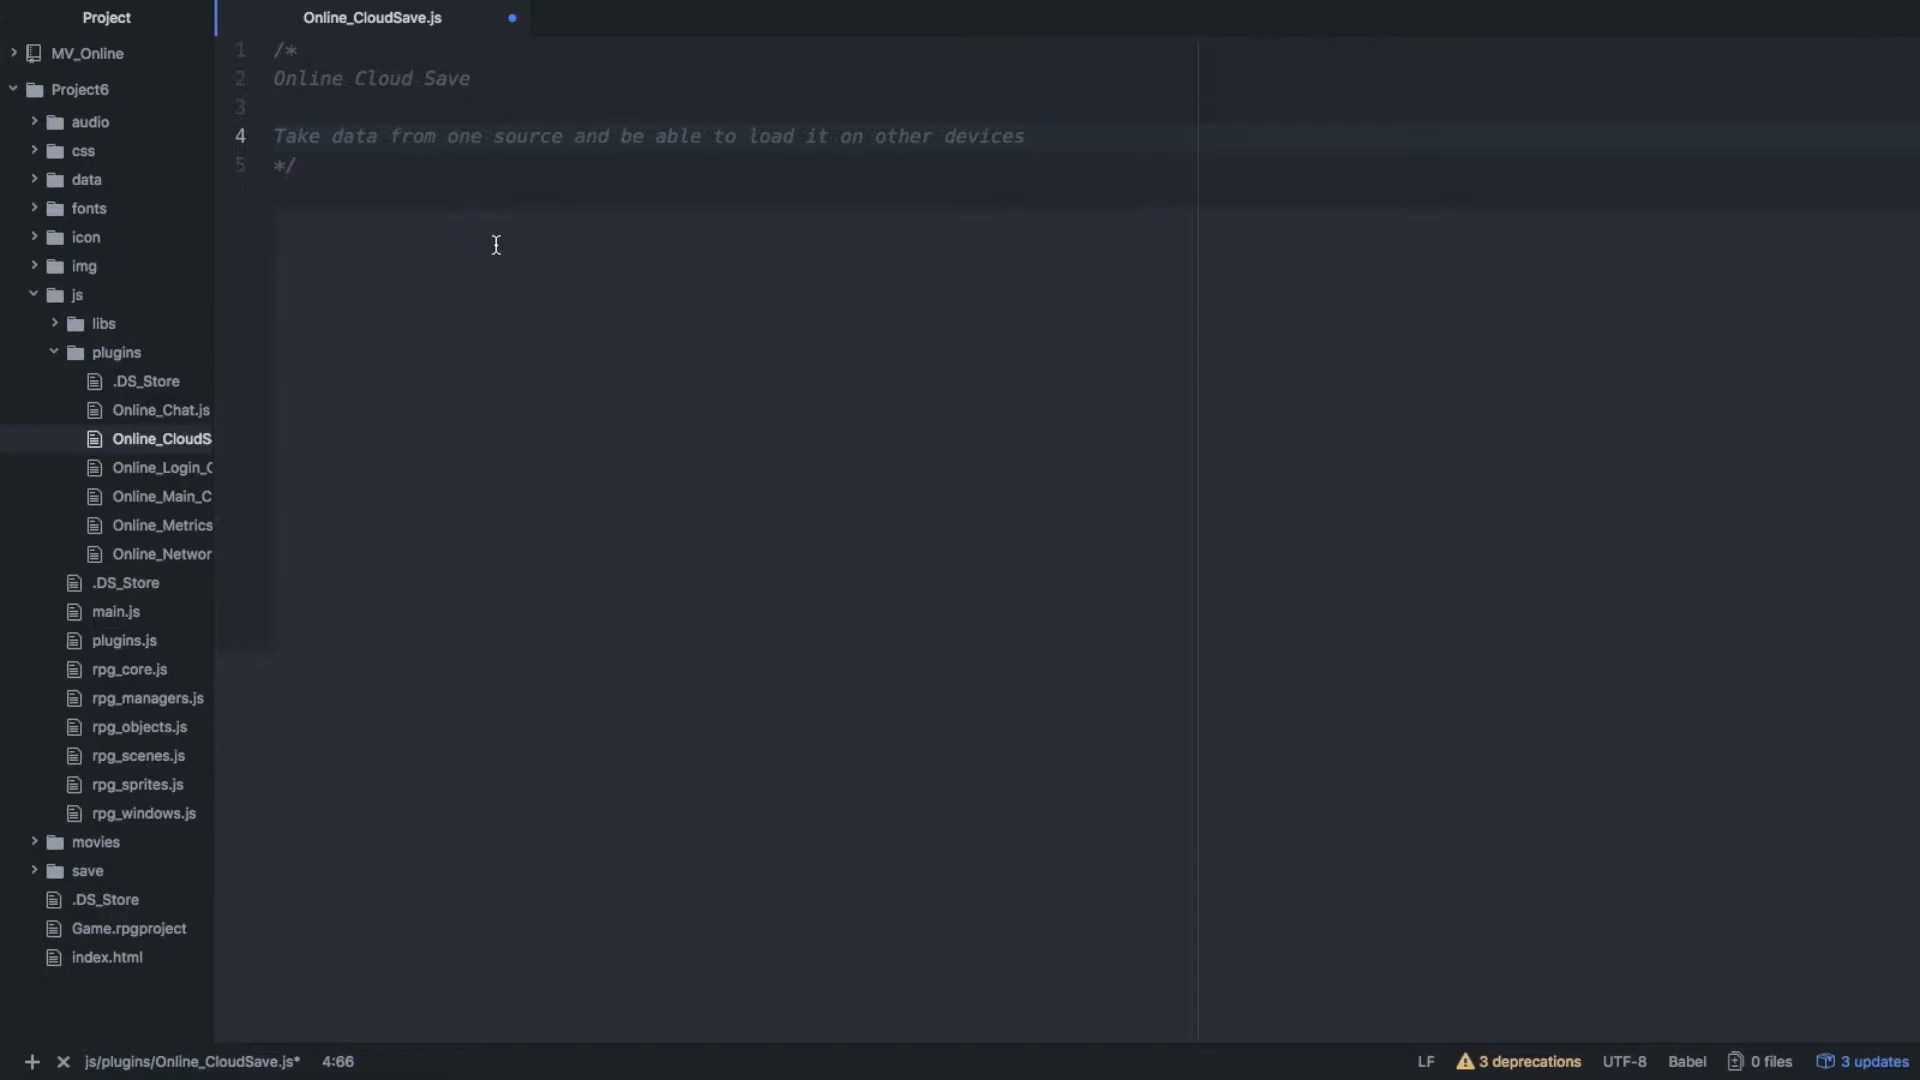 Project
MV_Online
Project6
audio
css
data
fonts
icon
img
js
libs
plugins
.DS_Store
Online_Chat.js
Online_CloudS
Online_Login_C
Online_Main_C
Online_Metrics
Online_Networ
.DS_Store
main.js
plugins.js
rpg_core.js
rpg_managers.js
rpg_objects.js
rpg_scenes.js
rpg_sprites.js
rpg_windows.js
movies
save
.DS_Store
Game.rpgproject
index.html
Online_CloudSave.js
1 /*
2 Online Cloud Save
3
4 Take data from one source and be able to load it on other devices
5 */
js/plugins/Online_CloudSave.js* 4:66 LF 3 deprecations UTF-8 Babel 0 files 3 updates